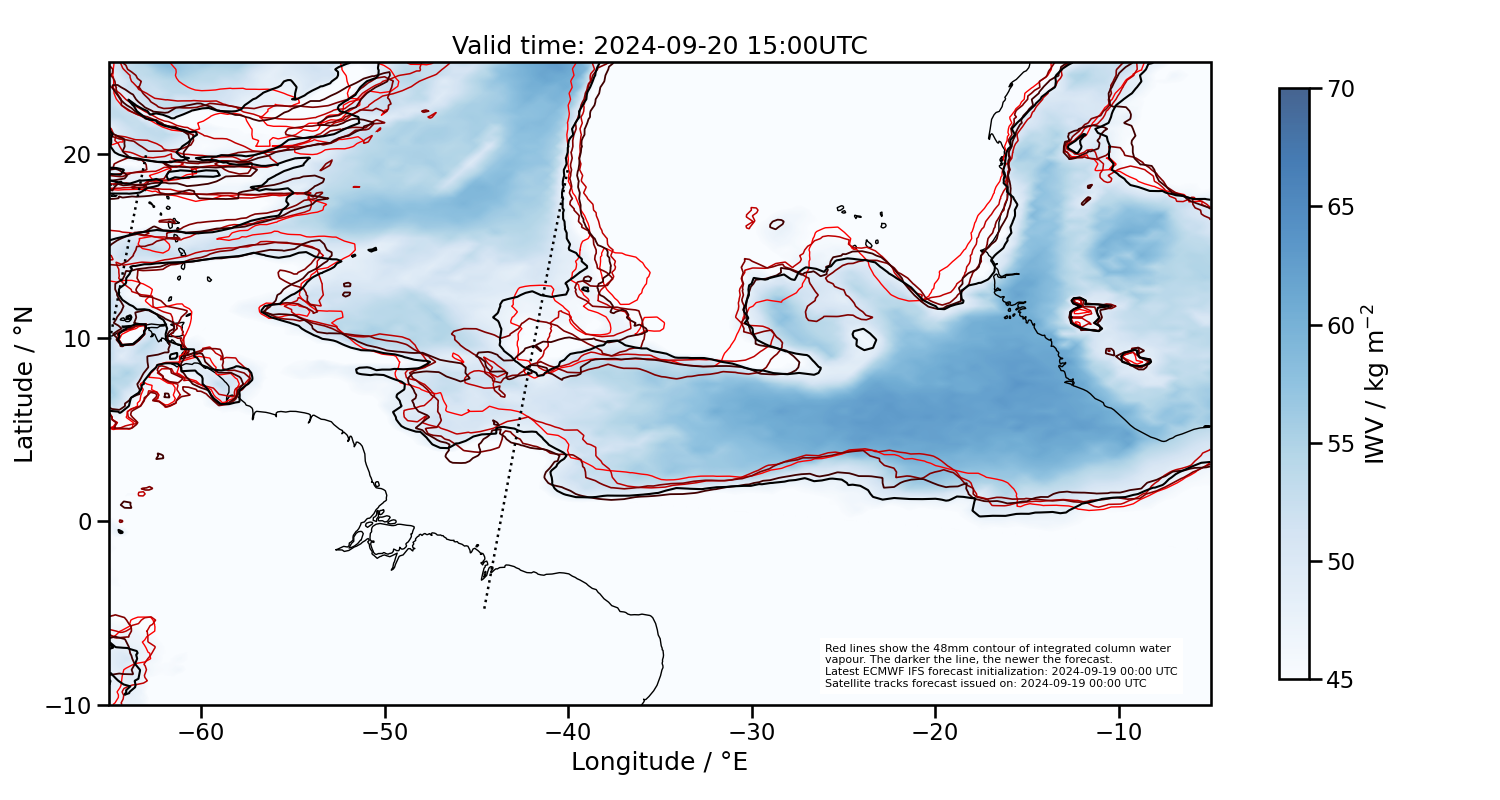 Valid time: 2024-09-20 15:00UTC
20
10
0
−10
Latitude / °N
−60
−50
−40
−30
−20
−10
Longitude / °E
Red lines show the 48mm contour of integrated column water
vapour. The darker the line, the newer the forecast.
Latest ECMWF IFS forecast initialization: 2024-09-19 00:00 UTC
Satellite tracks forecast issued on: 2024-09-19 00:00 UTC
70
65
60
55
50
45
IWV / kg m⁻²